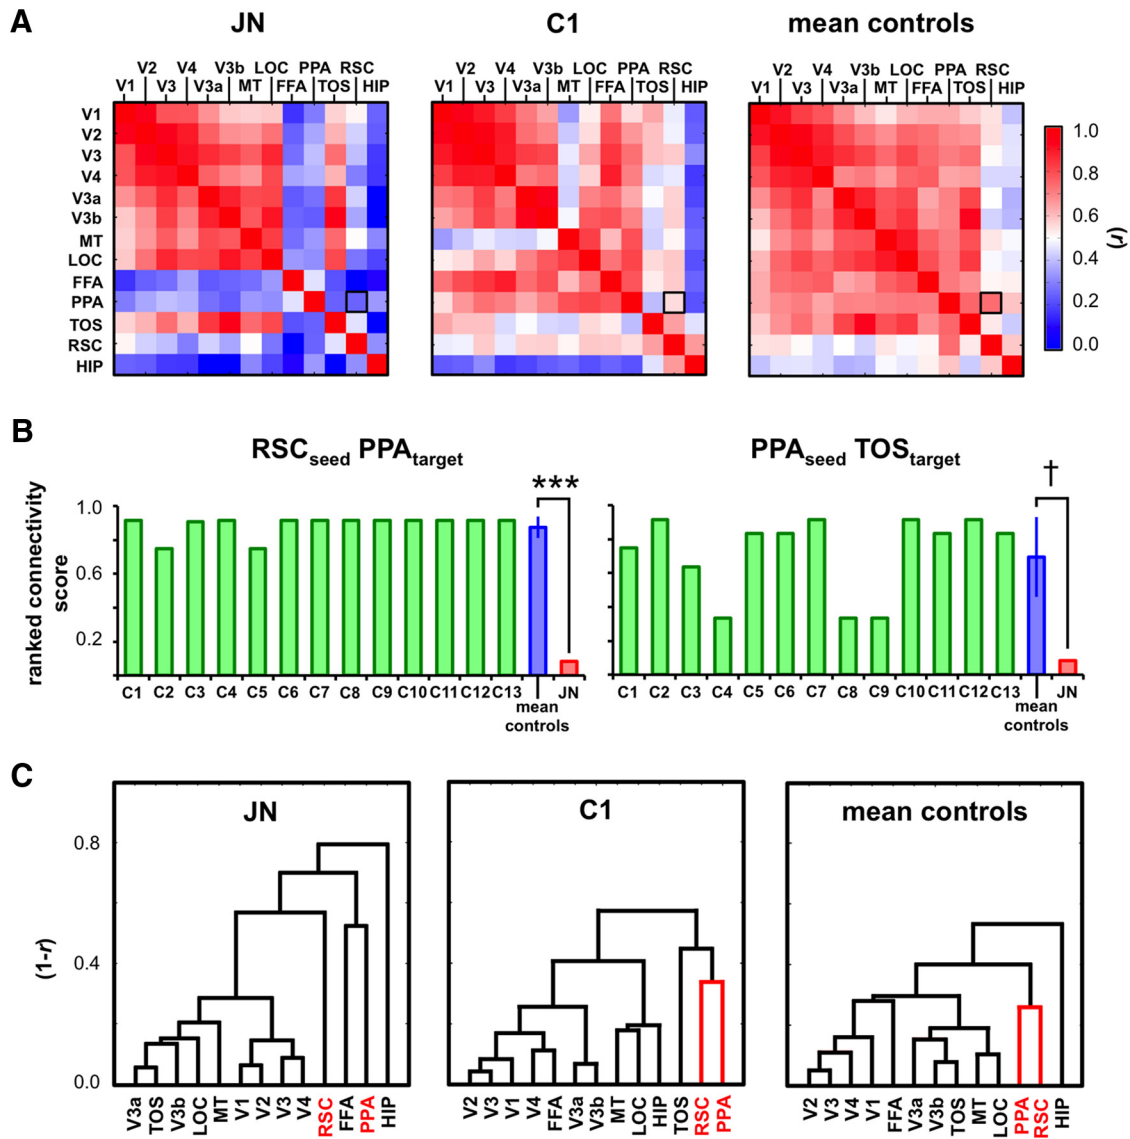 A
JN
C1
mean controls
V2 V4 V3b LOC PPA RSC
V1 V3 V3a MT FFA TOS HIP
V2 V4 V3b LOC PPA RSC
V1 V3 V3a MT FFA TOS HIP
V2 V4 V3b LOC PPA RSC
V1 V3 V3a MT FFA TOS HIP
V1
V2
V3
V4
V3a
V3b
MT
LOC
FFA
PPA
TOS
RSC
HIP
1.0
0.8
0.6
0.4
0.2
0.0
(r)
B
RSCseed PPAtarget
PPAseed TOStarget
ranked connectivity
score
1.0
0.6
0.2
***
†
C1 C2 C3 C4 C5 C6 C7 C8 C9 C10 C11 C12 C13 JN
mean
controls
C1 C2 C3 C4 C5 C6 C7 C8 C9 C10 C11 C12 C13 JN
mean
controls
C
JN
C1
mean controls
(1-r)
0.8
0.4
0.0
V3a TOS V3b LOC MT V1 V2 V3 V4 RSC FFA PPA HIP
V2 V3 V1 V4 FFA V3a V3b MT LOC HIP TOS RSC PPA
V2 V3 V4 V1 FFA V3a V3b TOS MT LOC PPA RSC HIP